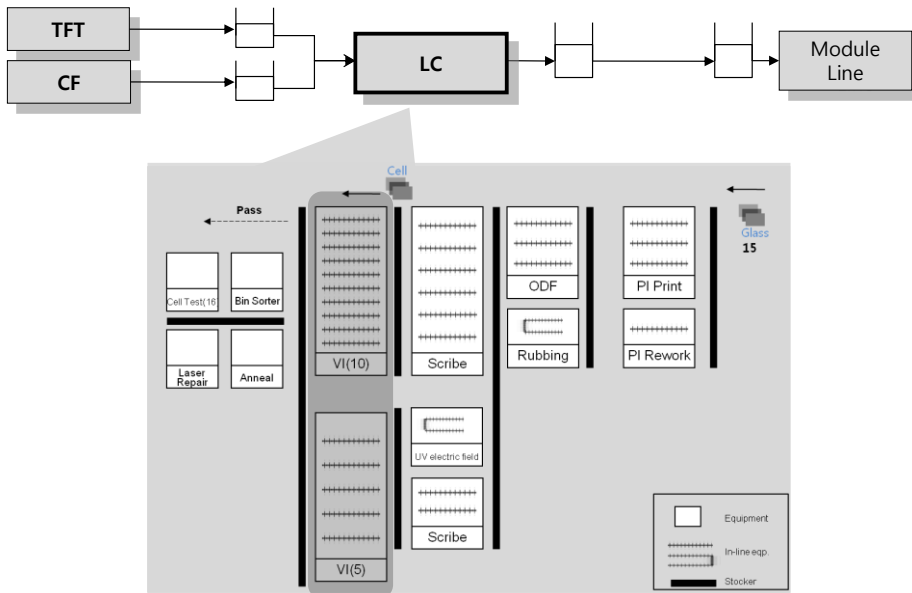 TFT
CF
LC
Module
Line
Cell
Pass
Glass
15
Cell Test(16)
Bin Sorter
Laser
Repair
Anneal
VI(10)
Scribe
ODF
Rubbing
PI Print
PI Rework
UV electric field
Scribe
VI(5)
Equipment
In-line eqp.
Stocker